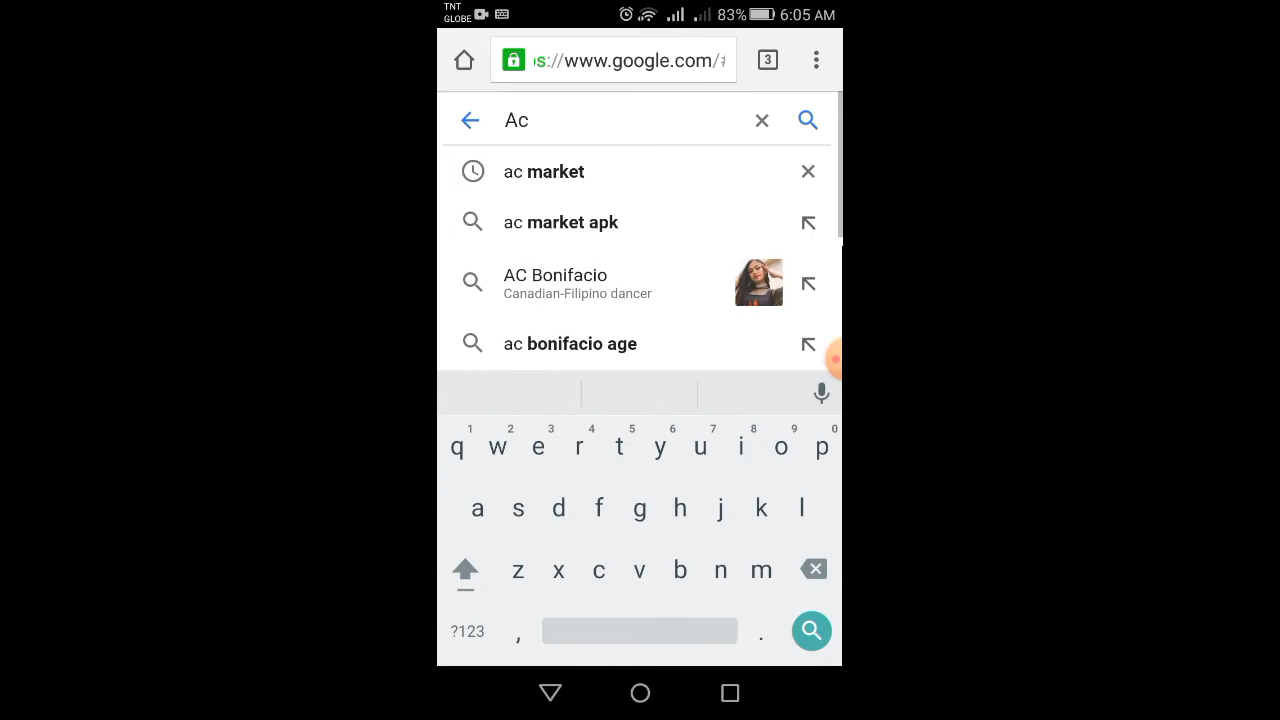 TNT
GLOBE
83% 6:05 AM
s://www.google.com/
3
Ac
ac market
ac market apk
AC Bonifacio
Canadian-Filipino dancer
ac bonifacio age
1 2 3 4 5 6 7 8 9 0
q w e r t y u i o p
a s d f g h j k l
z x c v b n m
?123 , .